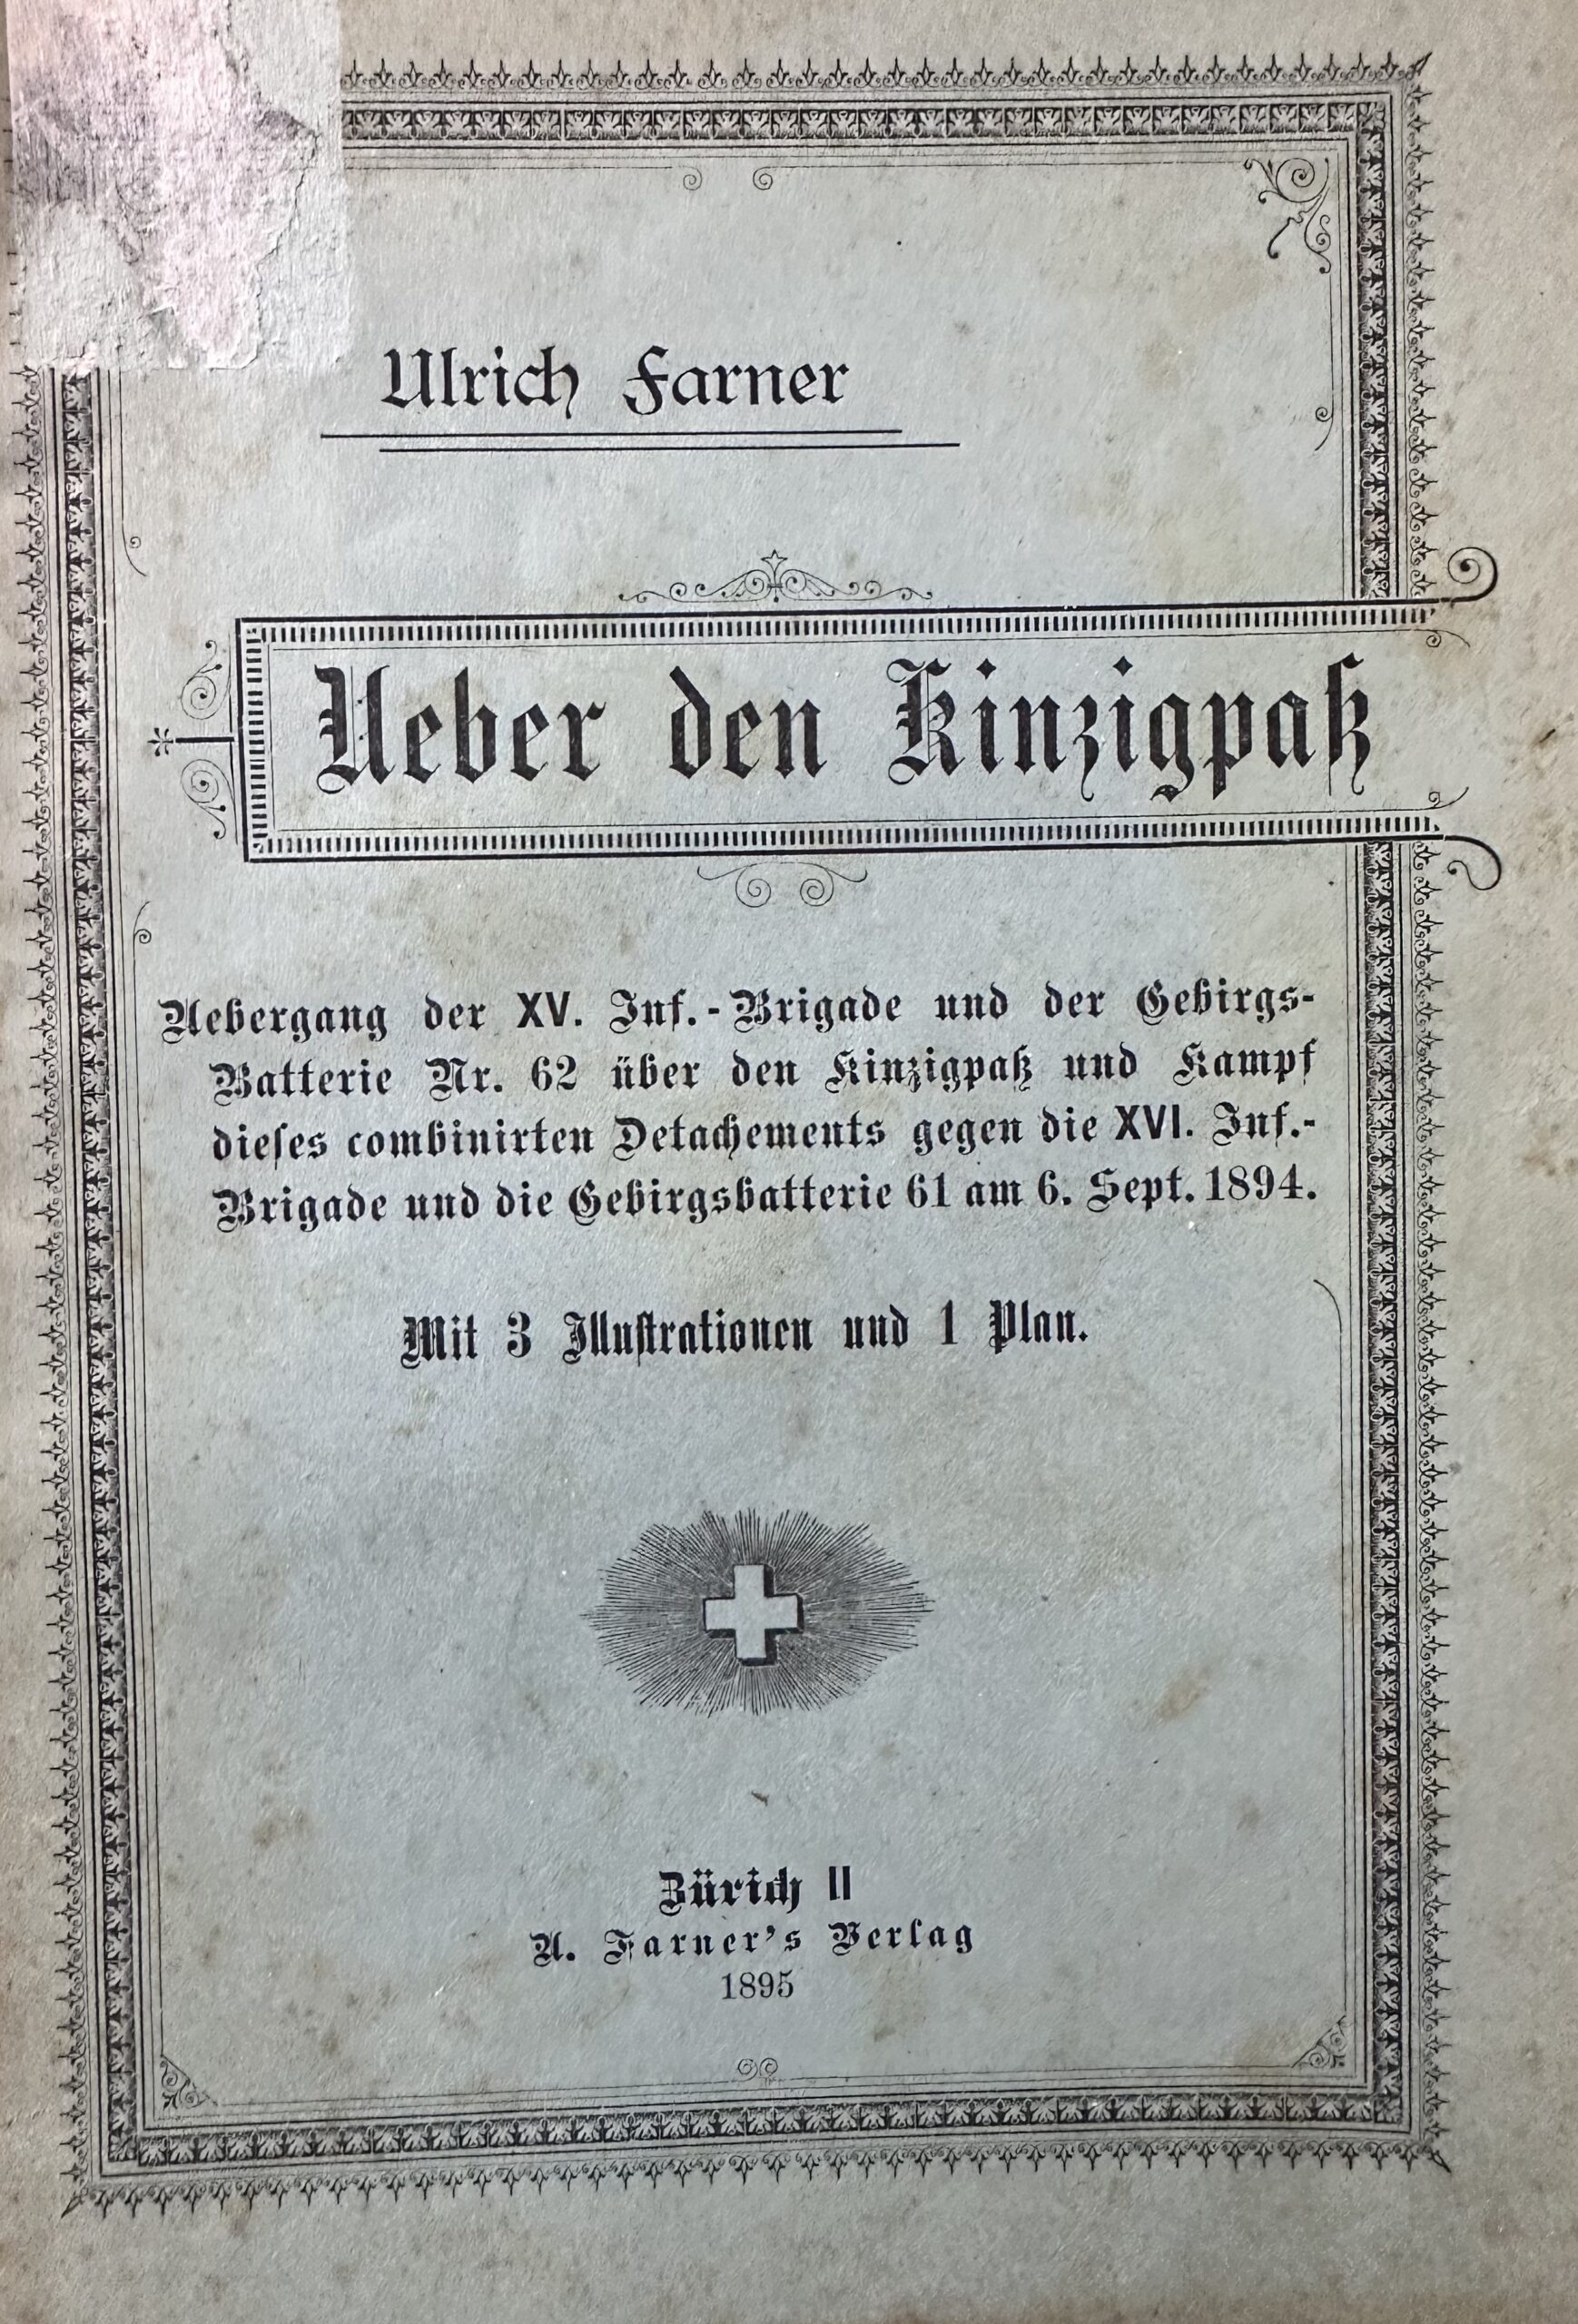 Ulrich Farner
Ueber den Kinzigpaß
Uebergang der XV. Inf.-Brigade und der Gebirgs-
Batterie Nr. 62 über den Kinzigpaß und Kampf
dieses combinirten Detachements gegen die XVI. Inf.-
Brigade und die Gebirgsbatterie 61 am 6. Sept. 1894.
Mit 3 Illustrationen und 1 Plan.
Zürich II
U. Farner's Verlag
1895